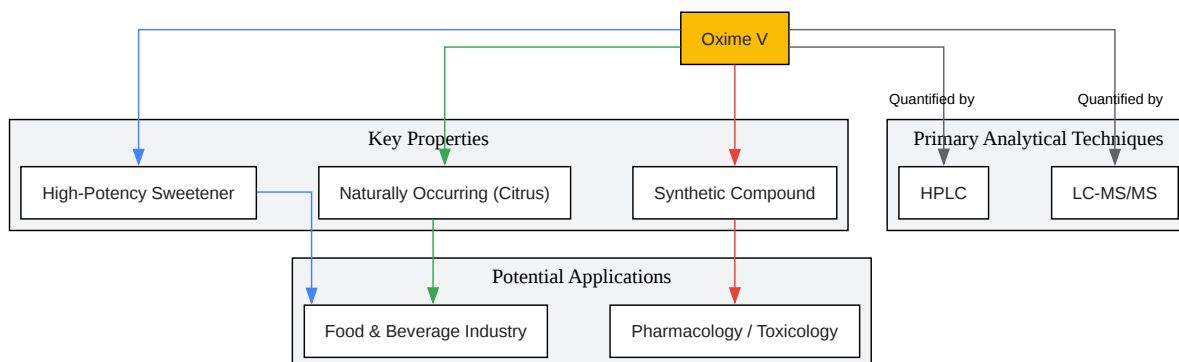 Oxime V
Quantified by
Quantified by
Key Properties
Primary Analytical Techniques
High-Potency Sweetener
Naturally Occurring (Citrus)
Synthetic Compound
HPLC
LC-MS/MS
Potential Applications
Food & Beverage Industry
Pharmacology / Toxicology